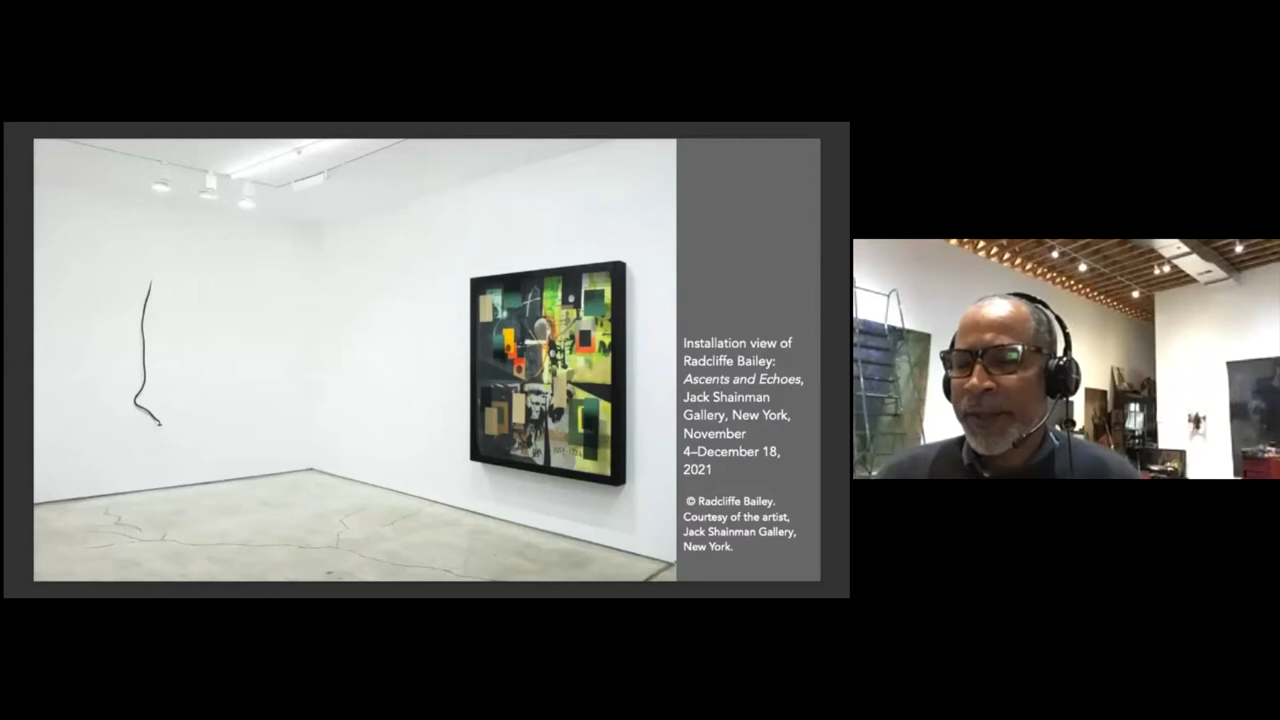 Installation view of
Radcliffe Bailey:
Ascents and Echoes,
Jack Shainman
Gallery, New York,
November
4–December 18,
2021
© Radcliffe Bailey.
Courtesy of the artist,
Jack Shainman Gallery,
New York.